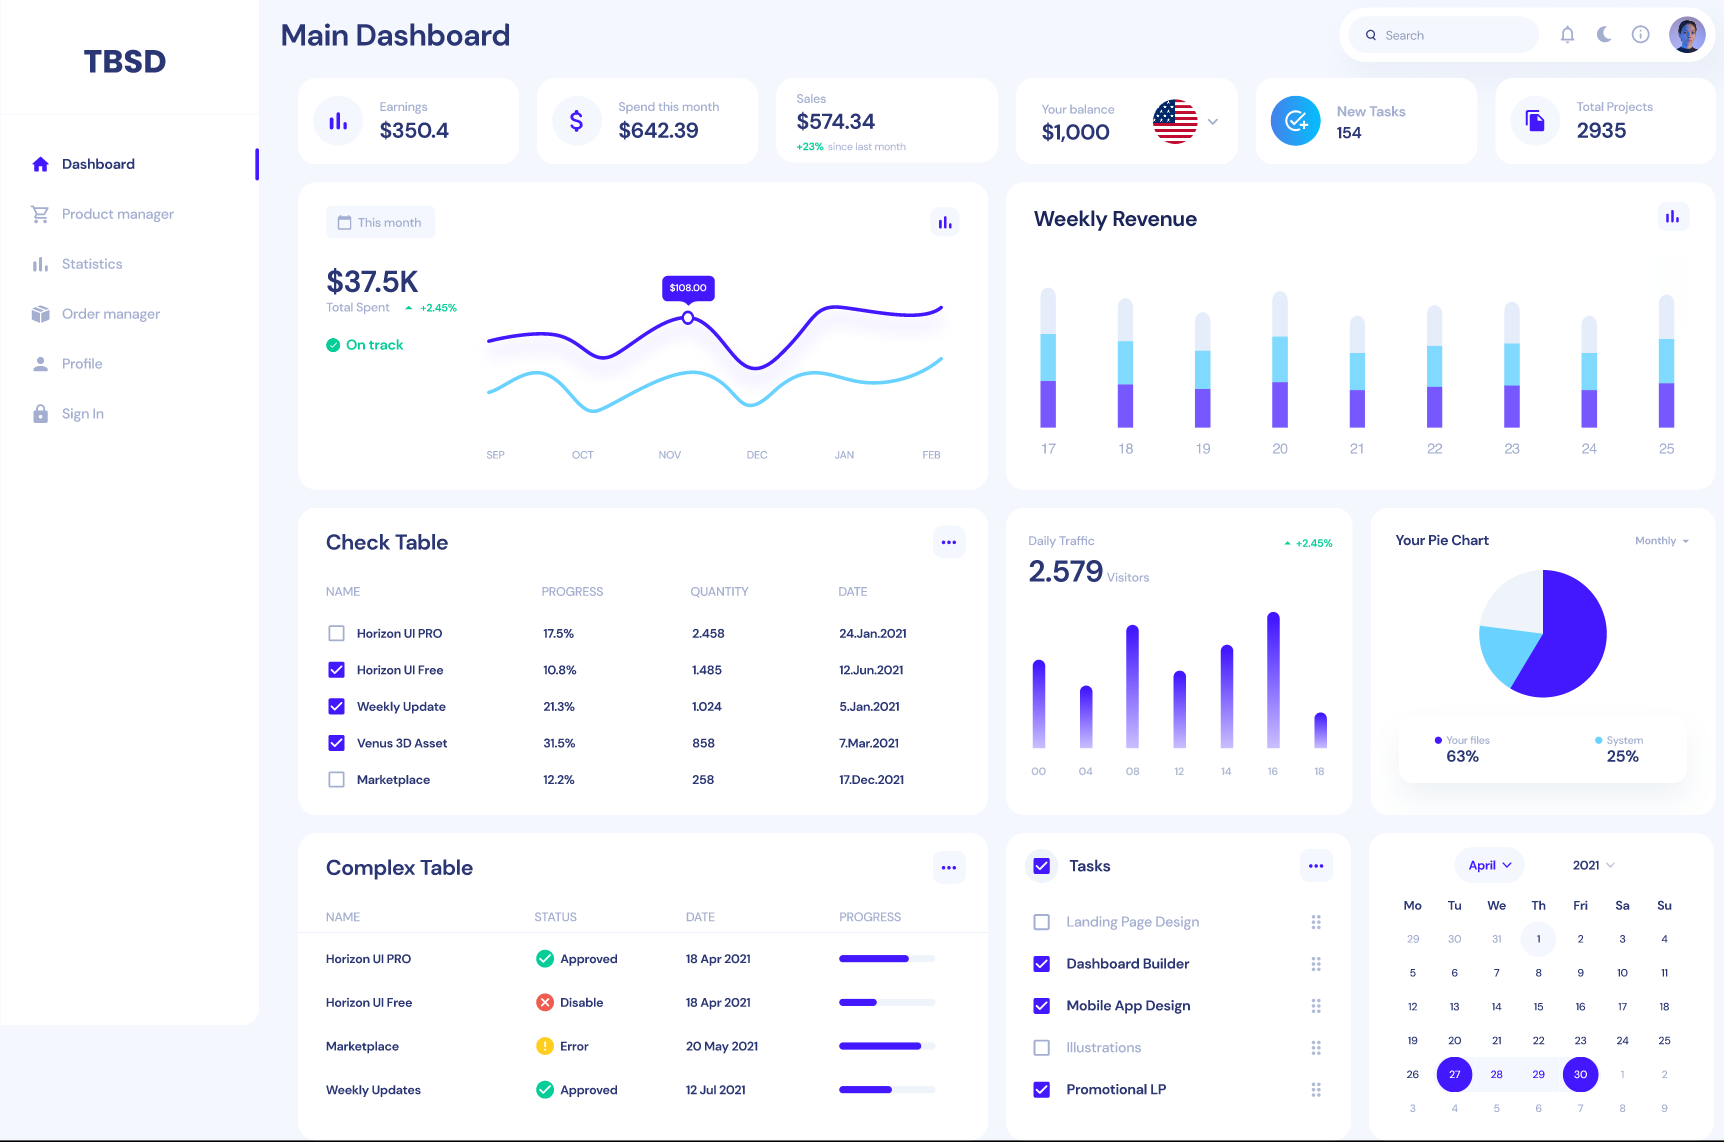 TBSD
Dashboard
Product manager
Statistics
Order manager
Profile
Sign In
Main Dashboard
Search
Earnings
$350.4
Spend this month
$642.39
Sales
$574.34
+23% since last month
Your balance
$1,000
New Tasks
154
Total Projects
2935
This month
$37.5K
Total Spent +2.45%
On track
$108.00
SEP OCT NOV DEC JAN FEB
Weekly Revenue
17 18 19 20 21 22 23 24 25
Check Table
NAME PROGRESS QUANTITY DATE
Horizon UI PRO 17.5% 2.458 24.Jan.2021
Horizon UI Free 10.8% 1.485 12.Jun.2021
Weekly Update 21.3% 1.024 5.Jan.2021
Venus 3D Asset 31.5% 858 7.Mar.2021
Marketplace 12.2% 258 17.Dec.2021
Daily Traffic
+2.45%
2.579 Visitors
00 04 08 12 14 16 18
Your Pie Chart
Monthly
Your files
63%
System
25%
Complex Table
NAME STATUS DATE PROGRESS
Horizon UI PRO Approved 18 Apr 2021
Horizon UI Free Disable 18 Apr 2021
Marketplace Error 20 May 2021
Weekly Updates Approved 12 Jul 2021
Tasks
Landing Page Design
Dashboard Builder
Mobile App Design
Illustrations
Promotional LP
April 2021
Mo Tu We Th Fri Sa Su
29 30 31 1 2 3 4
5 6 7 8 9 10 11
12 13 14 15 16 17 18
19 20 21 22 23 24 25
26 27 28 29 30 1 2
3 4 5 6 7 8 9